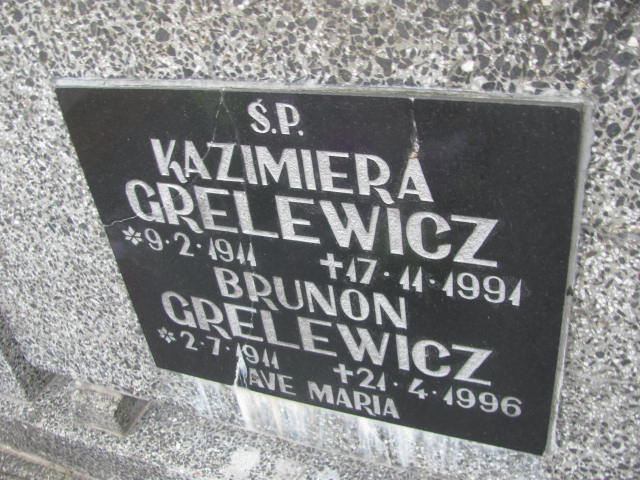 Ś.P.
KAZIMIERA
GRELEWICZ
*9·2·1911 +17·11·1991
BRUNON
GRELEWICZ
*2·7·1911 +21·4·1996
AVE MARIA